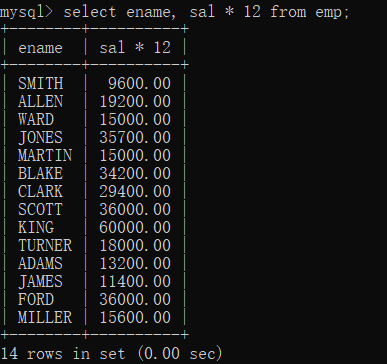 mysql> select ename, sal * 12 from emp;
+--------+----------+
| ename  | sal * 12 |
+--------+----------+
| SMITH  |  9600.00 |
| ALLEN  | 19200.00 |
| WARD   | 15000.00 |
| JONES  | 35700.00 |
| MARTIN | 15000.00 |
| BLAKE  | 34200.00 |
| CLARK  | 29400.00 |
| SCOTT  | 36000.00 |
| KING   | 60000.00 |
| TURNER | 18000.00 |
| ADAMS  | 13200.00 |
| JAMES  | 11400.00 |
| FORD   | 36000.00 |
| MILLER | 15600.00 |
+--------+----------+
14 rows in set (0.00 sec)